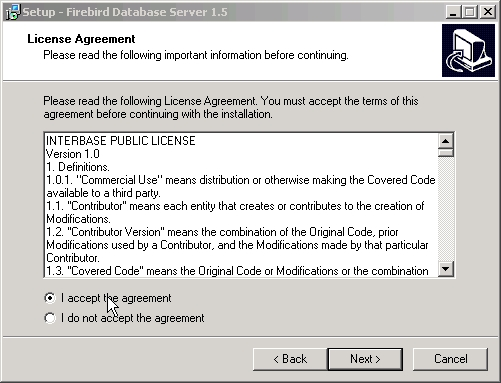 Setup - Firebird Database Server 1.5
License Agreement
Please read the following important information before continuing.
Please read the following License Agreement. You must accept the terms of this
agreement before continuing with the installation.
INTERBASE PUBLIC LICENSE
Version 1.0
1. Definitions.
1.0.1. "Commercial Use" means distribution or otherwise making the Covered Code
available to a third party.
1.1. "Contributor" means each entity that creates or contributes to the creation of
Modifications.
1.2. "Contributor Version" means the combination of the Original Code, prior
Modifications used by a Contributor, and the Modifications made by that particular
Contributor.
1.3. "Covered Code" means the Original Code or Modifications or the combination
I accept the agreement
I do not accept the agreement
< Back
Next >
Cancel